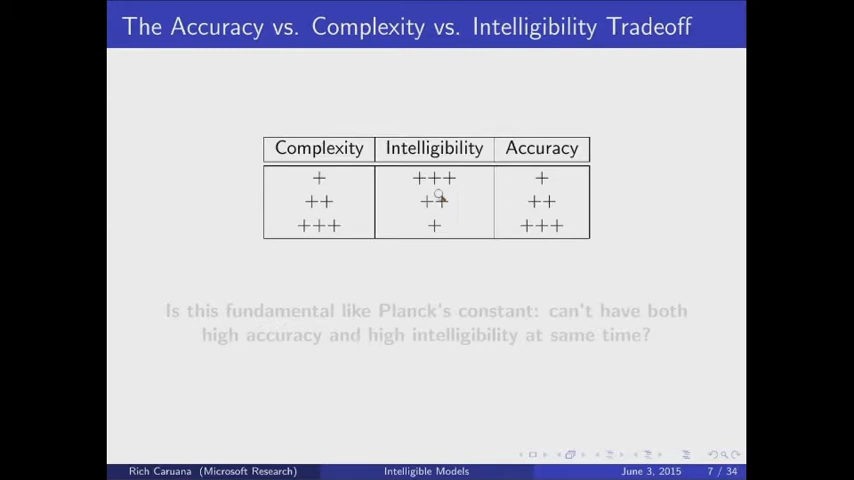 The Accuracy vs. Complexity vs. Intelligibility Tradeoff
Complexity Intelligibility Accuracy
+ +++ +
++ ++ ++
+++ + +++
Is this fundamental like Planck's constant: can't have both
high accuracy and high intelligibility at same time?
Rich Caruana (Microsoft Research) Intelligible Models June 3, 2015 7 / 34